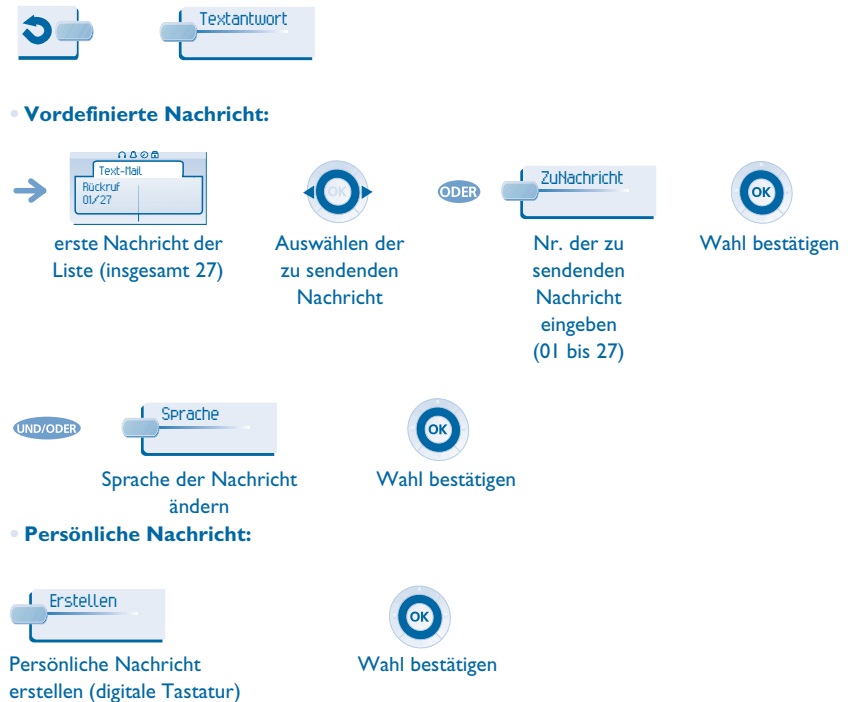 Textantwort
• Vordefinierte Nachricht:
Text-Mail
Rückruf
01/27
OK
ODER
ZuNachricht
OK
erste Nachricht der
Liste (insgesamt 27)
Auswählen der
zu sendenden
Nachricht
Nr. der zu
sendenden
Nachricht
eingeben
(01 bis 27)
Wahl bestätigen
UND/ODER
Sprache
OK
Sprache der Nachricht
ändern
Wahl bestätigen
• Persönliche Nachricht:
Erstellen
OK
Persönliche Nachricht
erstellen (digitale Tastatur)
Wahl bestätigen